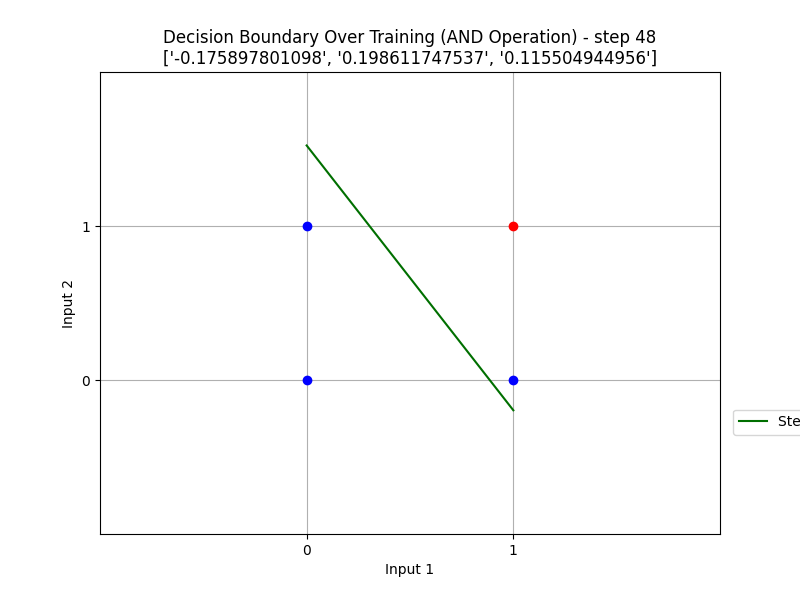 Decision Boundary Over Training (AND Operation) - step 48
['-0.175897801098', '0.198611747537', '0.115504944956']
Input 2
1
0
0
1
Input 1
Ste